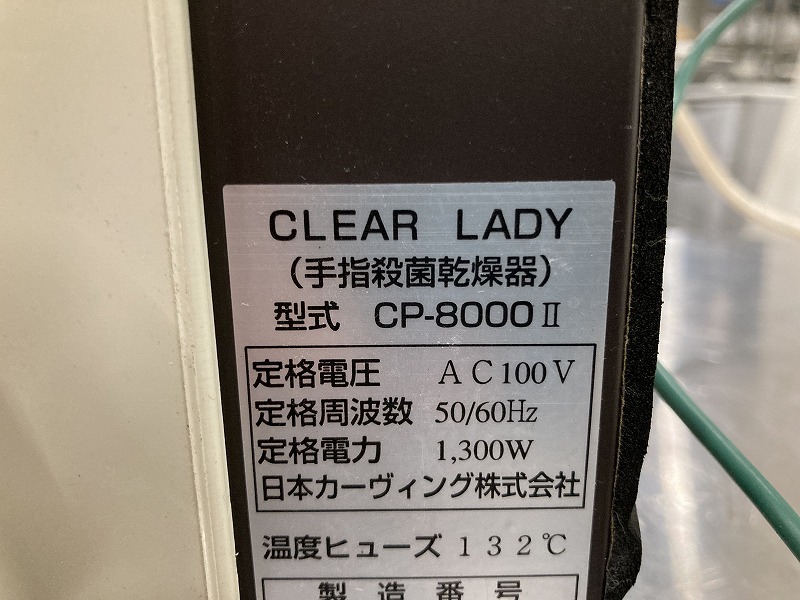 CLEAR LADY
(手指殺菌乾燥器)
型式 CP-8000Ⅱ
定格電圧 AC100V
定格周波数 50/60Hz
定格電力 1,300W
日本カーヴィング株式会社
温度ヒューズ 132℃
製造番号